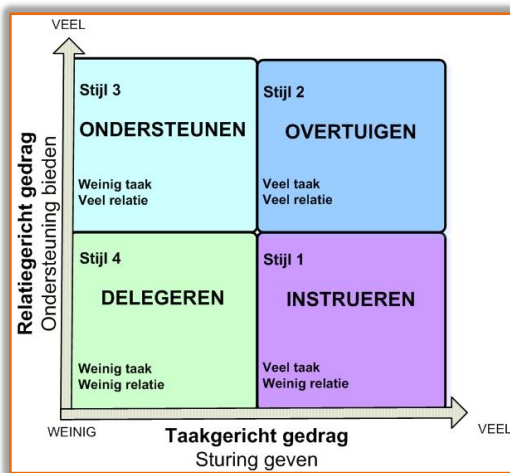 VEEL
Relatiegericht gedrag
Ondersteuning bieden
Stijl 3
ONDERSTEUNEN
Weinig taak
Veel relatie
Stijl 2
OVERTUIGEN
Veel taak
Veel relatie
Stijl 4
DELEGEREN
Weinig taak
Weinig relatie
Stijl 1
INSTRUEREN
Veel taak
Weinig relatie
WEINIG
Taakgericht gedrag
Sturing geven
VEEL